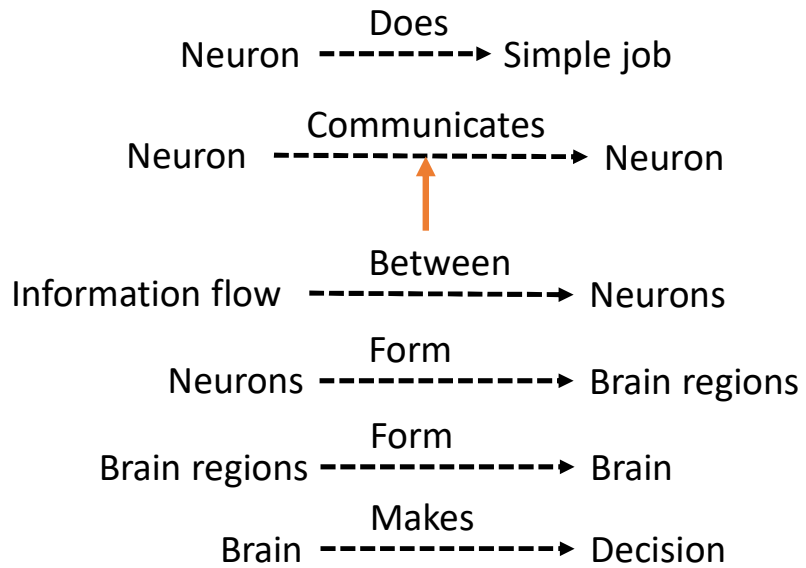 Does
Neuron Simple job
Communicates
Neuron Neuron
Between
Information flow Neurons
Form
Neurons Brain regions
Form
Brain regions Brain
Makes
Brain Decision